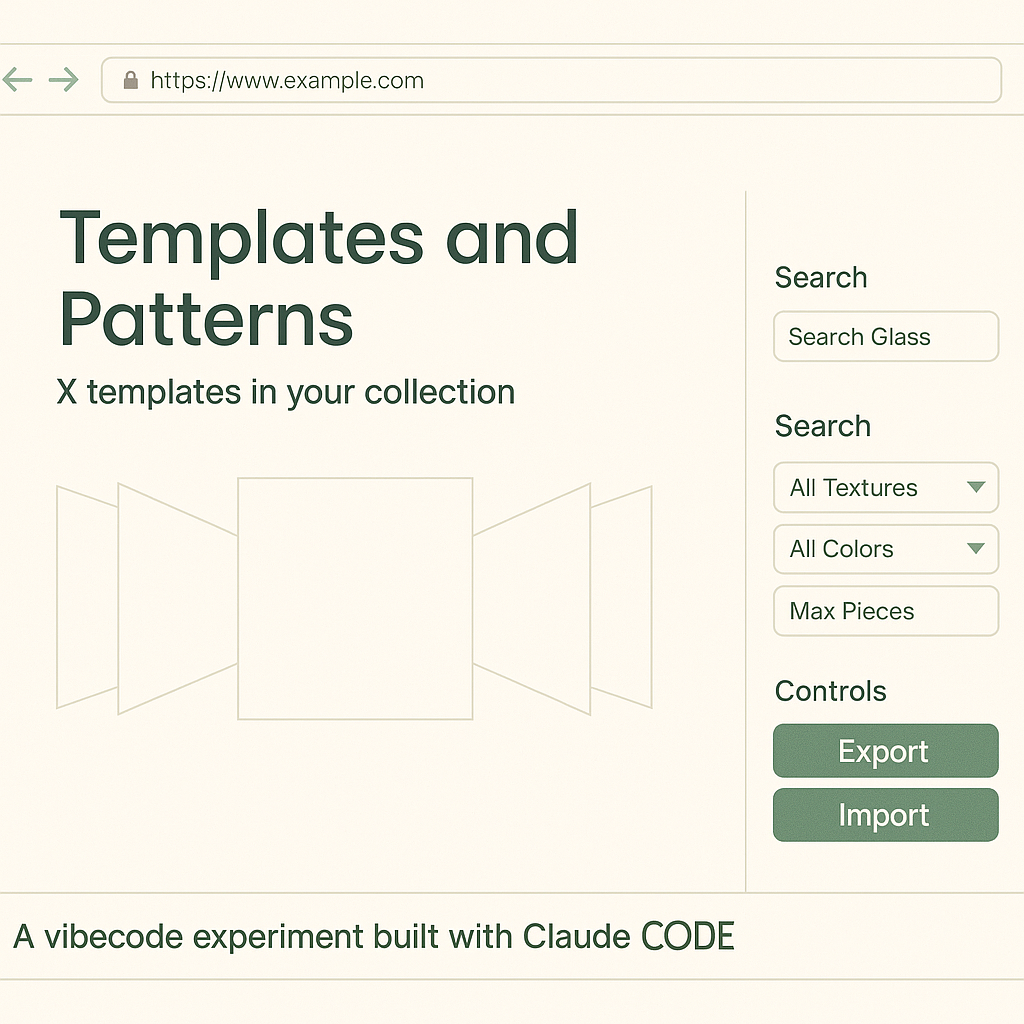 https://www.example.com
Templates and
Patterns
X templates in your collection
Search
Search Glass
Search
All Textures
All Colors
Max Pieces
Controls
Export
Import
A vibecode experiment built with Claude CODE